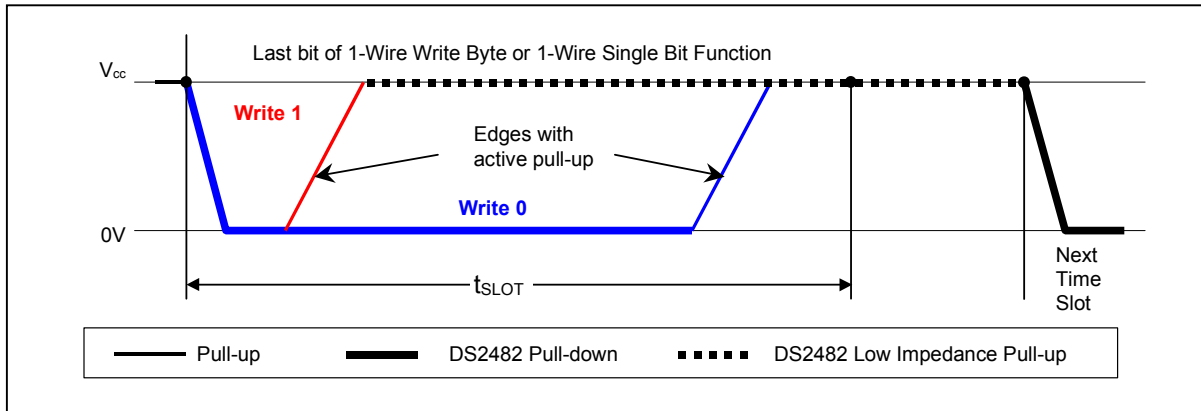 Last bit of 1-Wire Write Byte or 1-Wire Single Bit Function
Vcc
Write 1
Edges with
active pull-up
Write 0
0V
tSLOT
Next
Time
Slot
Pull-up
DS2482 Pull-down
DS2482 Low Impedance Pull-up